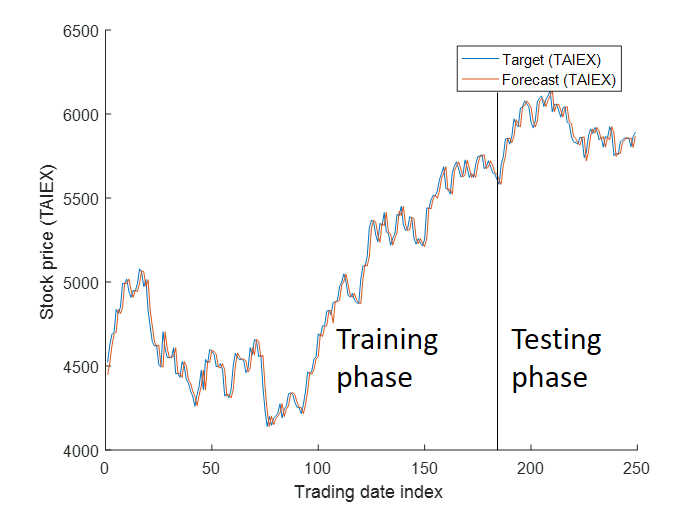 6500
6000
5500
5000
4500
4000
Stock price (TAIEX)
Target (TAIEX)
Forecast (TAIEX)
Training
phase
Testing
phase
0
50
100
150
200
250
Trading date index